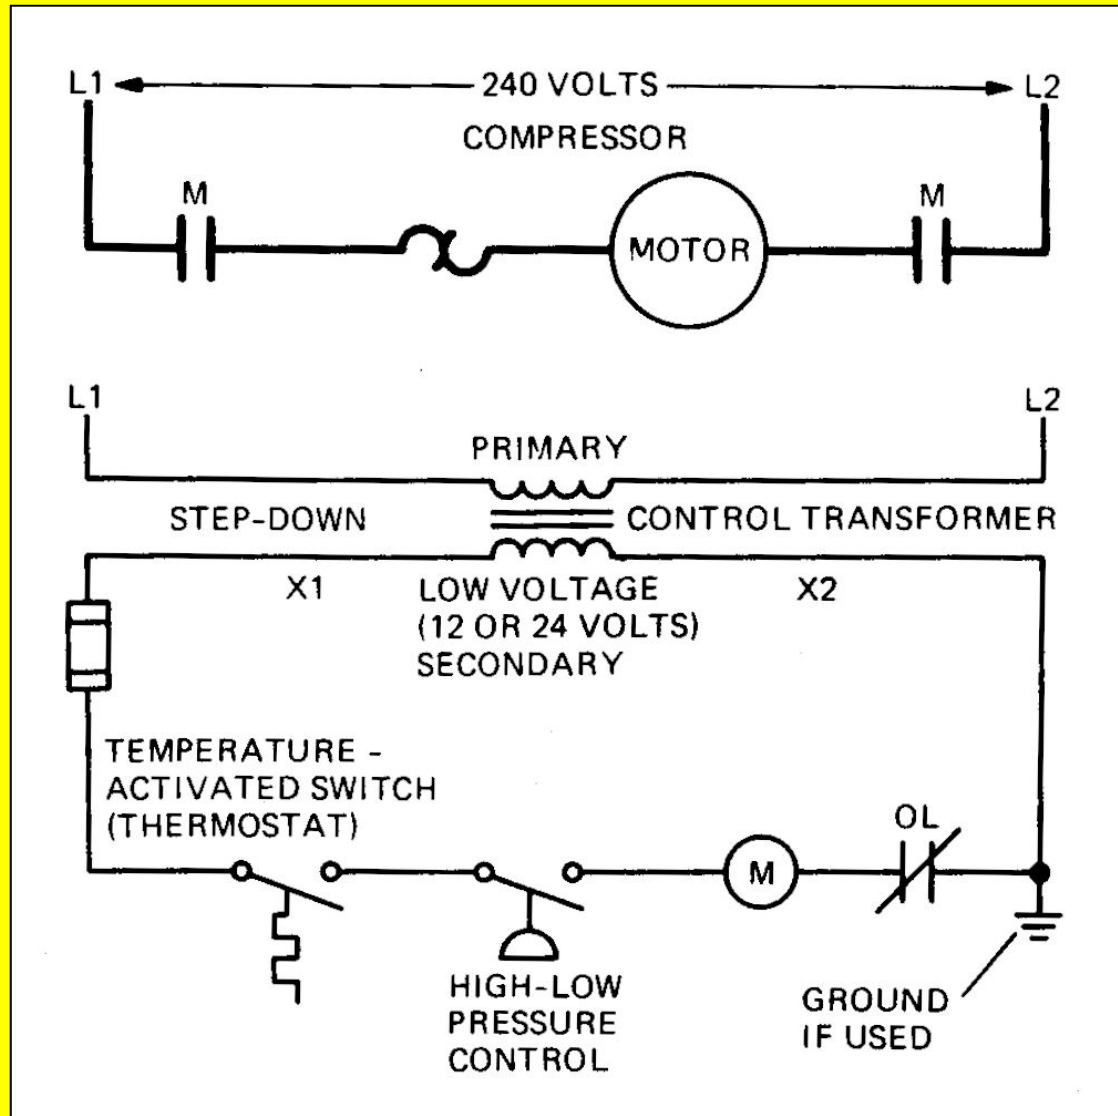 L1 240 VOLTS L2
COMPRESSOR
M M
MOTOR
L1 L2
PRIMARY
STEP-DOWN CONTROL TRANSFORMER
X1 LOW VOLTAGE X2
(12 OR 24 VOLTS)
SECONDARY
TEMPERATURE -
ACTIVATED SWITCH
(THERMOSTAT)
OL
M
HIGH-LOW
PRESSURE
CONTROL
GROUND
IF USED